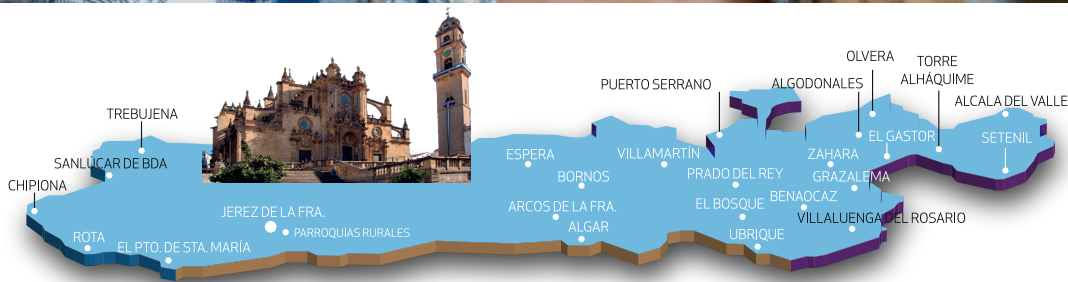 OLVERA
TORRE
ALHÁQUIME
PUERTO SERRANO
ALGODONALES
ALCALA DEL VALLE
TREBUJENA
EL GASTOR
SETENIL
SANLÚCAR DE BDA
ESPERA
VILLAMARTÍN
ZAHARA
CHIPIONA
BORNOS
PRADO DEL REY
GRAZALEMA
BENAOCAZ
JEREZ DE LA FRA.
ARCOS DE LA FRA.
EL BOSQUE
VILLALUENGA DEL ROSARIO
PARROQUIAS RURALES
ALGAR
UBRIQUE
ROTA
EL PTO. DE STA. MARÍA